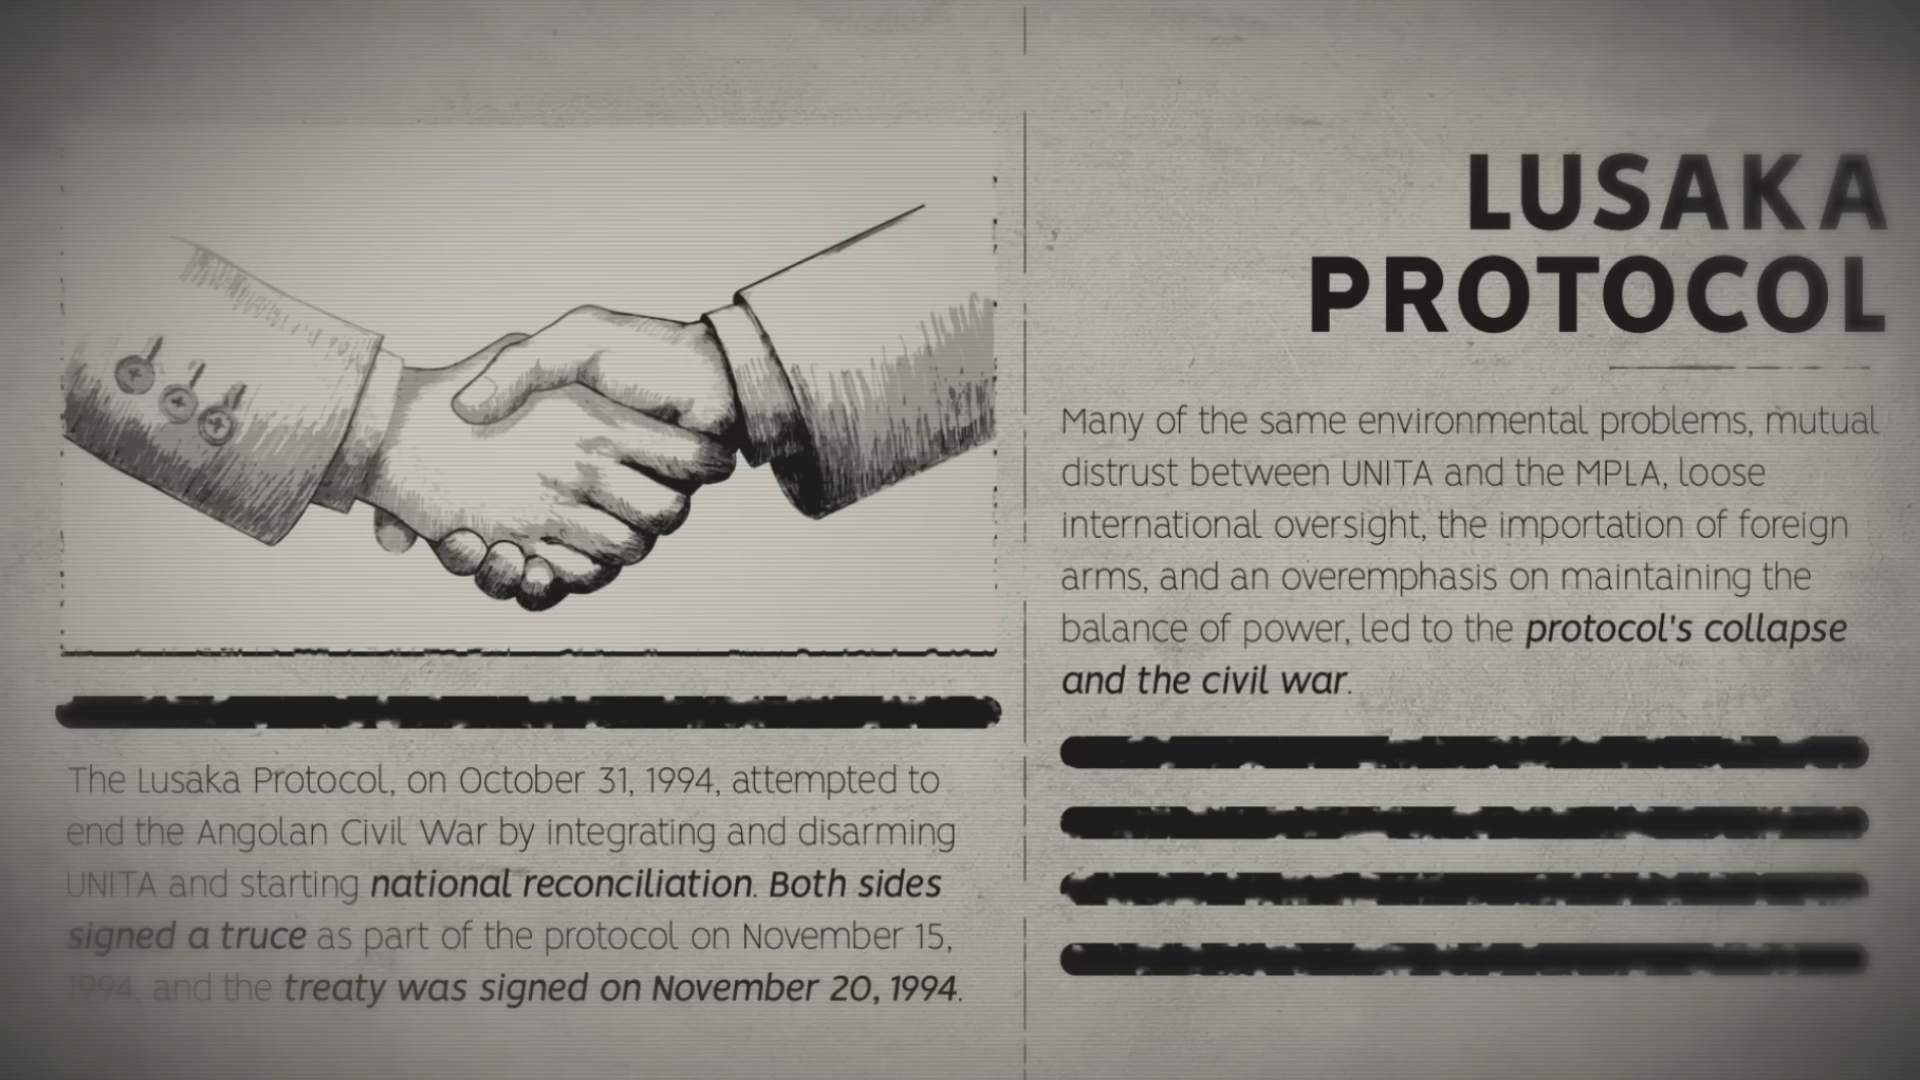 LUSAKA
PROTOCOL
The Lusaka Protocol, on October 31, 1994, attempted to
end the Angolan Civil War by integrating and disarming
UNITA and starting national reconciliation. Both sides
signed a truce as part of the protocol on November 15,
1994, and the treaty was signed on November 20, 1994.
Many of the same environmental problems, mutual
distrust between UNITA and the MPLA, loose
international oversight, the importation of foreign
arms, and an overemphasis on maintaining the
balance of power, led to the protocol's collapse
and the civil war.